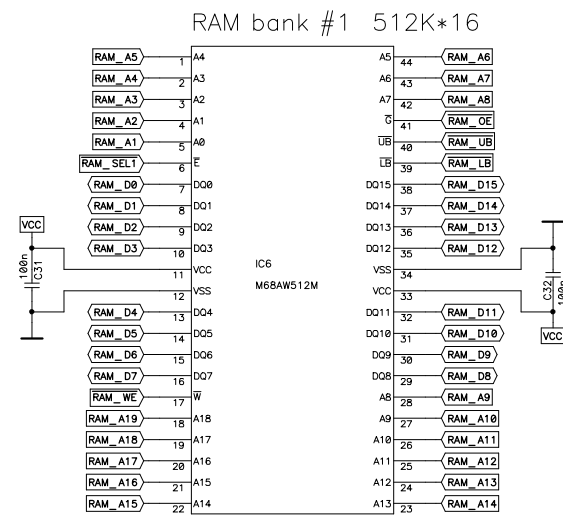 RAM bank #1 512K*16
RAM_A5 1 A4 A5 44 RAM_A6
RAM_A4 2 A3 A6 43 RAM_A7
RAM_A3 3 A2 A7 42 RAM_A8
RAM_A2 4 A1 G 41 RAM_OE
RAM_A1 5 A0 UB 40 RAM_UB
RAM_SEL1 6 E LB 39 RAM_LB
RAM_D0 7 DQ0 DQ15 38 RAM_D15
RAM_D1 8 DQ1 DQ14 37 RAM_D14
RAM_D2 9 DQ2 DQ13 36 RAM_D13
RAM_D3 10 DQ3 DQ12 35 RAM_D12
VCC
100n
C31
11 VCC VSS 34
IC6
M68AW512M
12 VSS VCC 33
C32
100n
VCC
RAM_D4 13 DQ4 DQ11 32 RAM_D11
RAM_D5 14 DQ5 DQ10 31 RAM_D10
RAM_D6 15 DQ6 DQ9 30 RAM_D9
RAM_D7 16 DQ7 DQ8 29 RAM_D8
RAM_WE 17 W A8 28 RAM_A9
RAM_A19 18 A18 A9 27 RAM_A10
RAM_A18 19 A17 A10 26 RAM_A11
RAM_A17 20 A16 A11 25 RAM_A12
RAM_A16 21 A15 A12 24 RAM_A13
RAM_A15 22 A14 A13 23 RAM_A14